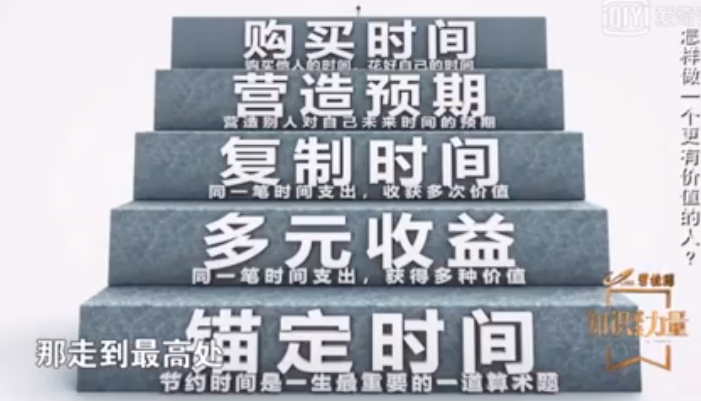 购买时间
购买他人的时间，花好自己的时间
营造预期
营造别人对自己未来时间的预期
复制时间
同一笔时间支出，收获多次价值
多元收益
同一笔时间支出，获得多种价值
锚定时间
节约时间是一生最重要的一道算术题
那走到最高处
怎样做一个更有价值的人？
QIY 爱奇
知识 力量